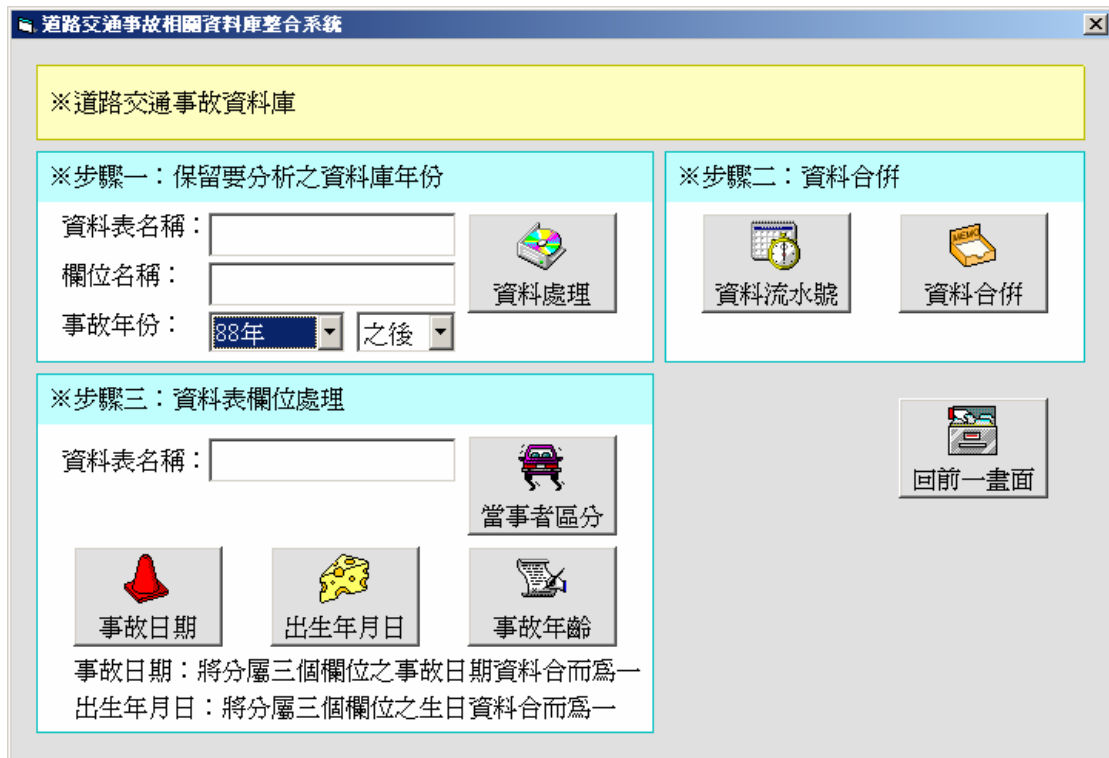 道路交通事故相關資料庫整合系統
※道路交通事故資料庫
※步驟一：保留要分析之資料庫年份
資料表名稱：
欄位名稱：
事故年份：
88年
之後
資料處理
※步驟二：資料合併
資料流水號
資料合併
※步驟三：資料表欄位處理
資料表名稱：
當事者區分
事故日期
出生年月日
事故年齡
事故日期：將分屬三個欄位之事故日期資料合而為一
出生年月日：將分屬三個欄位之生日資料合而為一
回前一畫面
MEMO